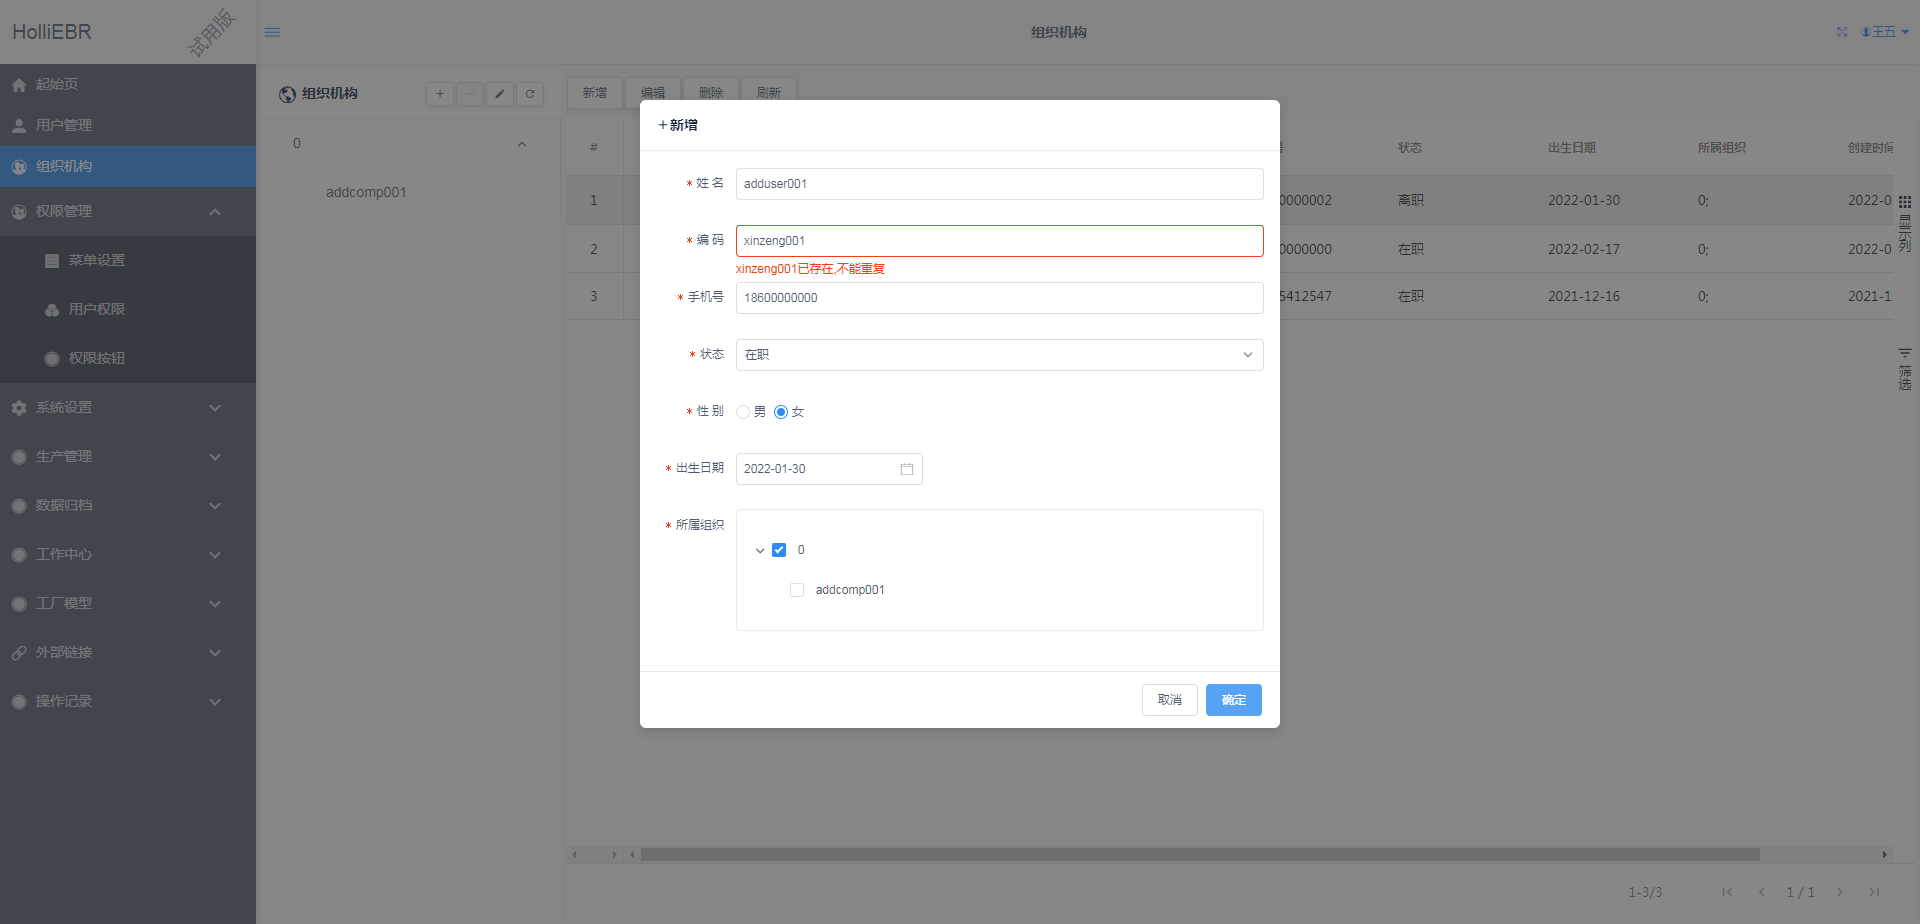 HolliEBR
试用版
组织机构
王五
起始页
用户管理
组织机构
权限管理
菜单设置
用户权限
权限按钮
系统设置
生产管理
数据归档
工作中心
工厂模型
外部链接
操作记录
组织机构
0
addcomp001
新增 编辑 删除 刷新
# 号 状态 出生日期 所属组织 创建时间
1 0000002 离职 2022-01-30 0; 2022-0
2 0000000 在职 2022-02-17 0; 2022-0
3 5412547 在职 2021-12-16 0; 2021-1
显示列
筛选
+新增
* 姓 名 adduser001
* 编 码 xinzeng001
xinzeng001已存在,不能重复
* 手机号 18600000000
* 状态 在职
* 性 别 男 女
* 出生日期 2022-01-30
* 所属组织 0
addcomp001
取消 确定
1-3/3 1 / 1